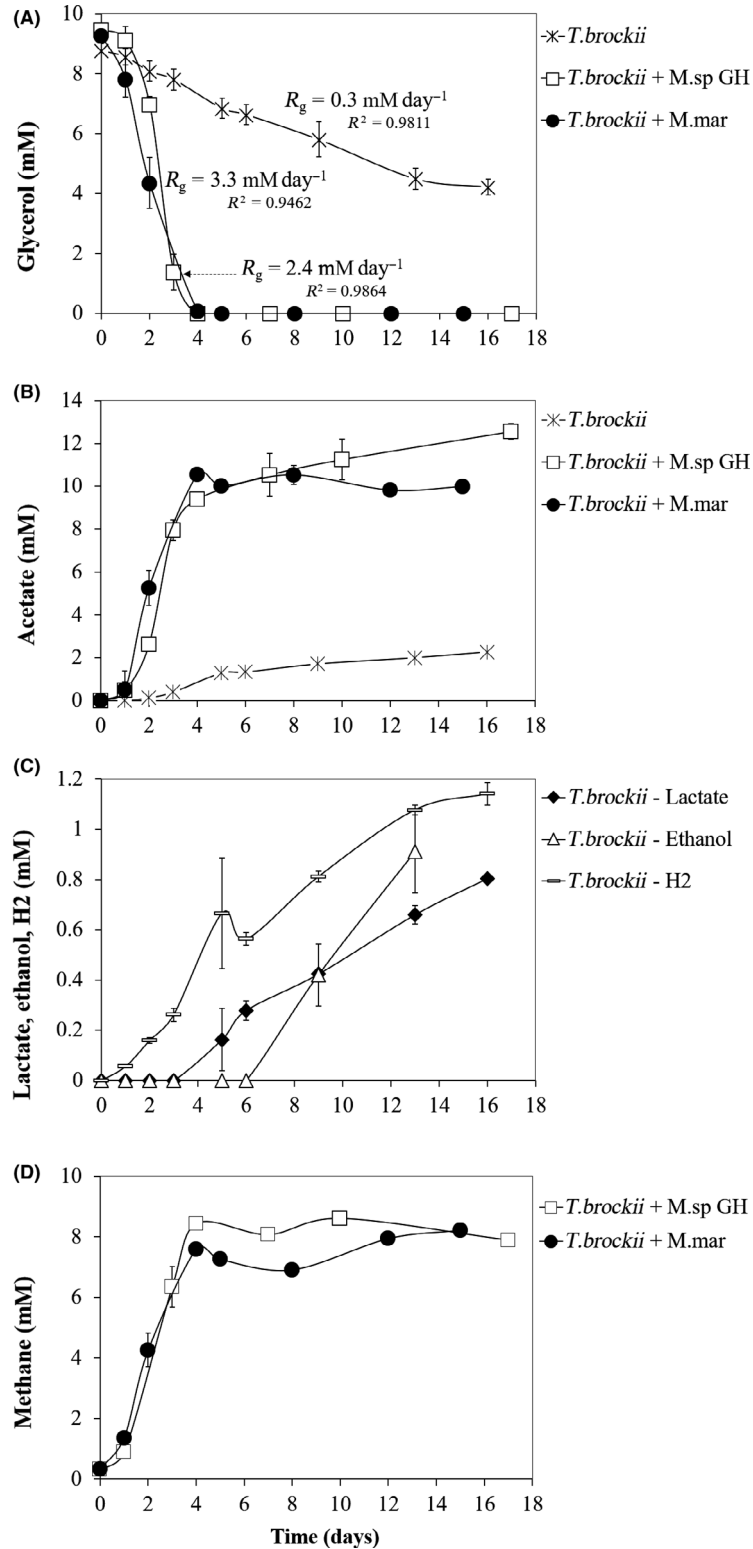 (A)
10
8
6
4
2
0
Glycerol (mM)
R_g = 0.3 mM day⁻¹
R² = 0.9811
R_g = 3.3 mM day⁻¹
R² = 0.9462
R_g = 2.4 mM day⁻¹
R² = 0.9864
0 2 4 6 8 10 12 14 16 18
T.brockii
T.brockii + M.sp GH
T.brockii + M.mar
(B)
14
12
10
8
6
4
2
0
Acetate (mM)
0 2 4 6 8 10 12 14 16 18
T.brockii
T.brockii + M.sp GH
T.brockii + M.mar
(C)
1.2
1
0.8
0.6
0.4
0.2
0
Lactate, ethanol, H2 (mM)
0 2 4 6 8 10 12 14 16 18
T.brockii - Lactate
T.brockii - Ethanol
T.brockii - H2
(D)
10
8
6
4
2
0
Methane (mM)
0 2 4 6 8 10 12 14 16 18
Time (days)
T.brockii + M.sp GH
T.brockii + M.mar